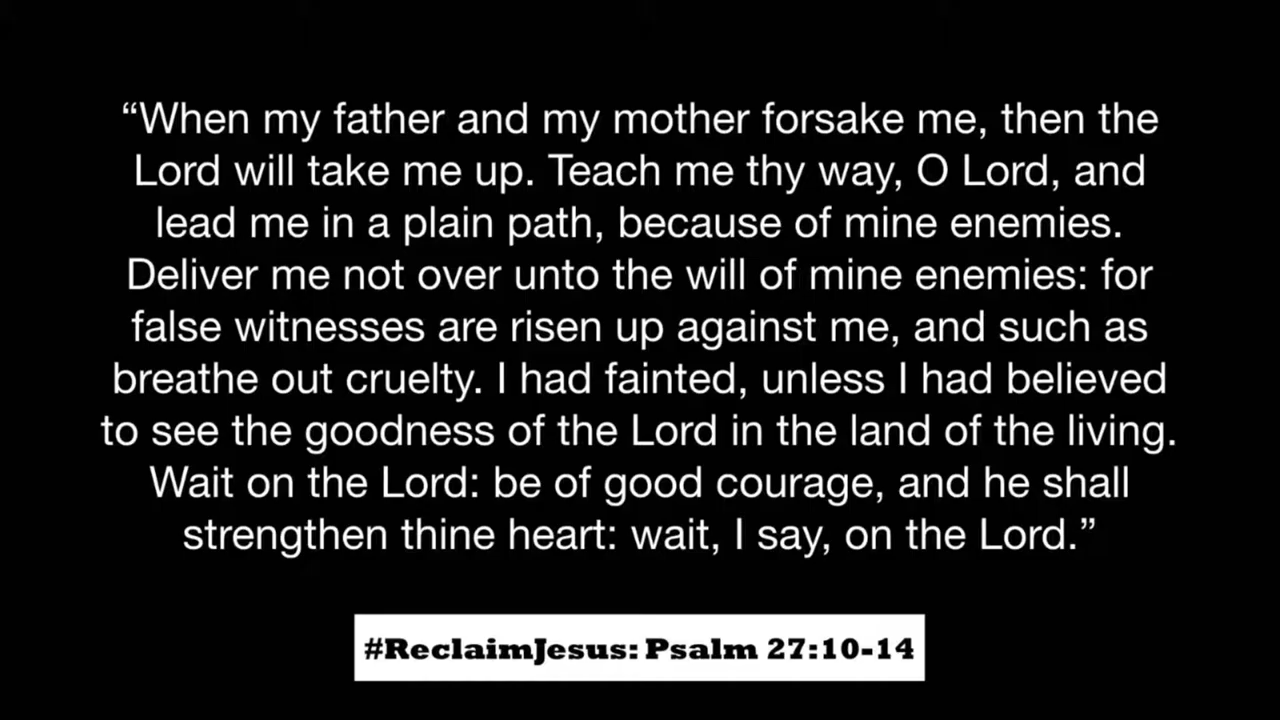 “When my father and my mother forsake me, then the
Lord will take me up. Teach me thy way, O Lord, and
lead me in a plain path, because of mine enemies.
Deliver me not over unto the will of mine enemies: for
false witnesses are risen up against me, and such as
breathe out cruelty. I had fainted, unless I had believed
to see the goodness of the Lord in the land of the living.
Wait on the Lord: be of good courage, and he shall
strengthen thine heart: wait, I say, on the Lord.”
#ReclaimJesus: Psalm 27:10-14